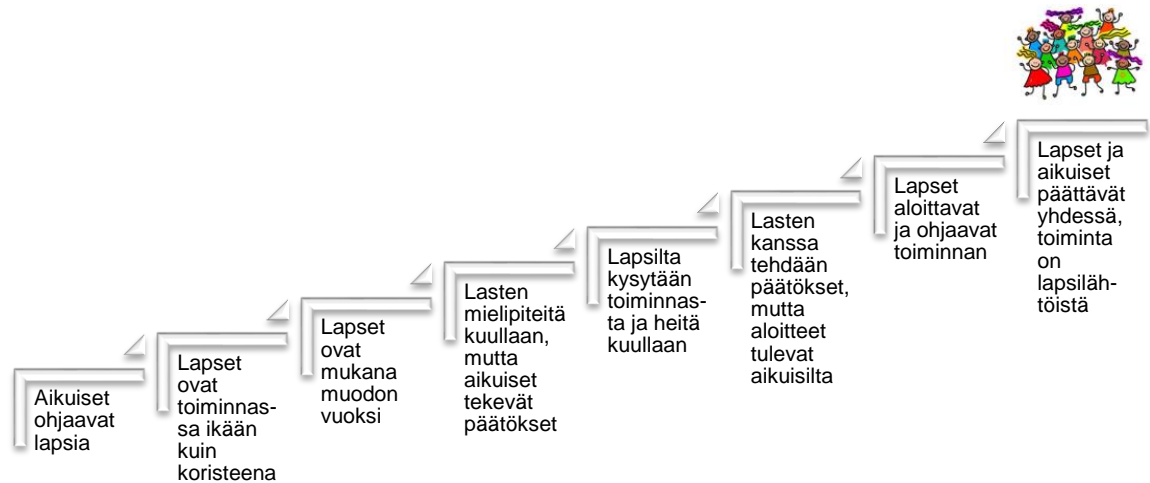 Aikuiset
ohjaavat
lapsia
Lapset
ovat
toiminnas-
sa ikään
kuin
koristeena
Lapset
ovat
mukana
muodon
vuoksi
Lasten
mielipiteitä
kuullaan,
mutta
aikuiset
tekevät
päätökset
Lapsilta
kysytään
toiminnas-
ta ja heitä
kuullaan
Lasten
kanssa
tehdään
päätökset,
mutta
aloitteet
tulevat
aikuisilta
Lapset
aloittavat
ja ohjaavat
toiminnan
Lapset ja
aikuiset
päättävät
yhdessä,
toiminta
on
lapsiläh-
töistä